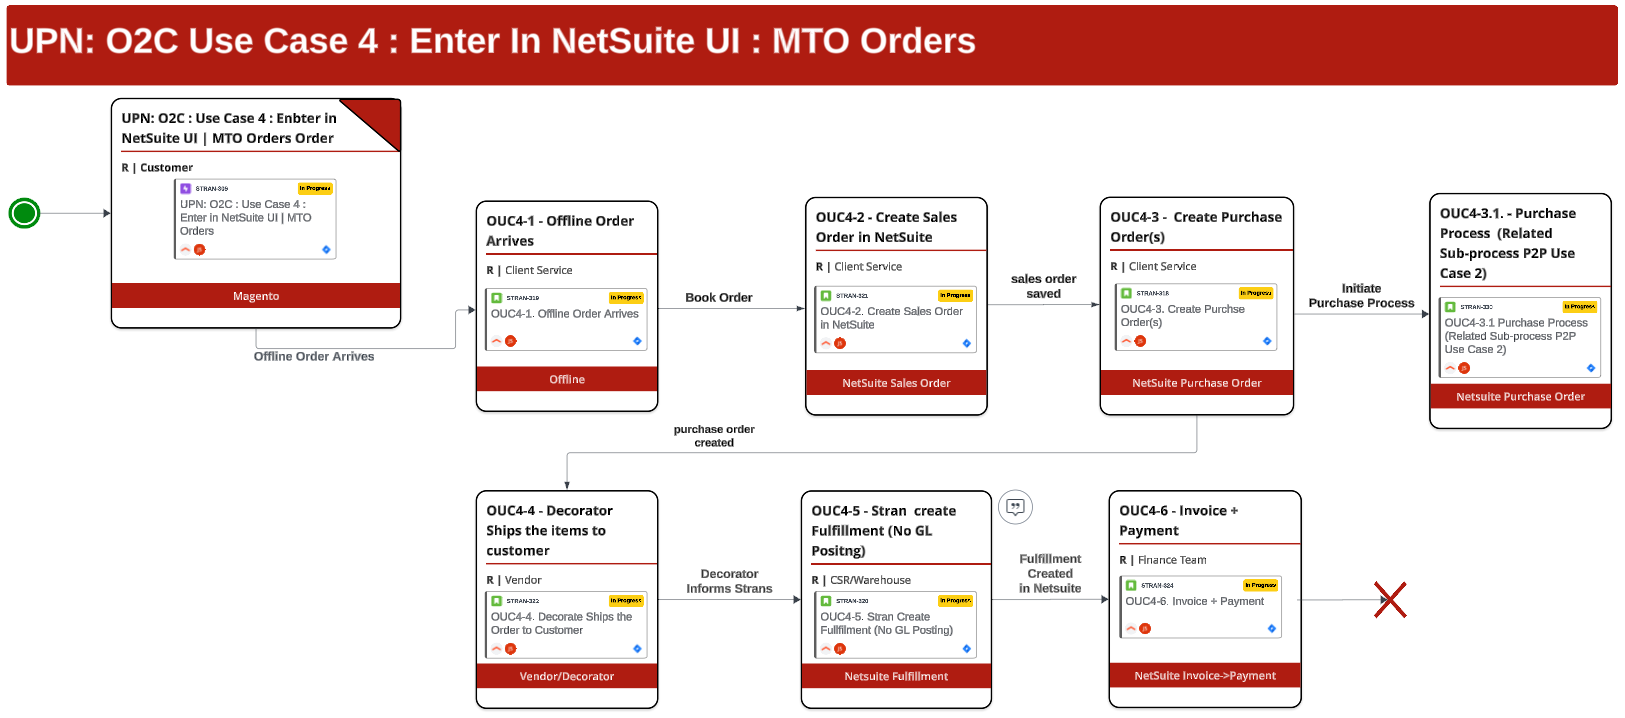 UPN: O2C Use Case 4 : Enter In NetSuite UI : MTO Orders
UPN: O2C : Use Case 4 : Enbter in
NetSuite UI | MTO Orders Order
R | Customer
STRAN-309
In Progress
UPN: O2C : Use Case 4 :
Enter in NetSuite UI | MTO
Orders
Magento
Offline Order Arrives
OUC4-1 - Offline Order
Arrives
R | Client Service
STRAN-319
In Progress
OUC4-1. Offline Order Arrives
Offline
Book Order
OUC4-2 - Create Sales
Order in NetSuite
R | Client Service
STRAN-321
In Progress
OUC4-2. Create Sales Order
in NetSuite
NetSuite Sales Order
sales order
saved
OUC4-3 - Create Purchase
Order(s)
R | Client Service
STRAN-318
In Progress
OUC4-3. Create Purchse
Order(s)
NetSuite Purchase Order
Initiate
Purchase Process
OUC4-3.1. - Purchase
Process (Related
Sub-process P2P Use
Case 2)
STRAN-330
In Progress
OUC4-3.1 Purchase Process
(Related Sub-process P2P
Use Case 2)
Netsuite Purchase Order
purchase order
created
OUC4-4 - Decorator
Ships the items to
customer
R | Vendor
STRAN-322
In Progress
OUC4-4. Decorate Ships the
Order to Customer
Vendor/Decorator
Decorator
Informs Strans
OUC4-5 - Stran create
Fulfillment (No GL
Positng)
R | CSR/Warehouse
STRAN-320
In Progress
OUC4-5. Stran Create
Fullfilment (No GL Posting)
Netsuite Fulfillment
Fulfillment
Created
in Netsuite
OUC4-6 - Invoice +
Payment
R | Finance Team
STRAN-324
In Progress
OUC4-6. Invoice + Payment
NetSuite Invoice->Payment